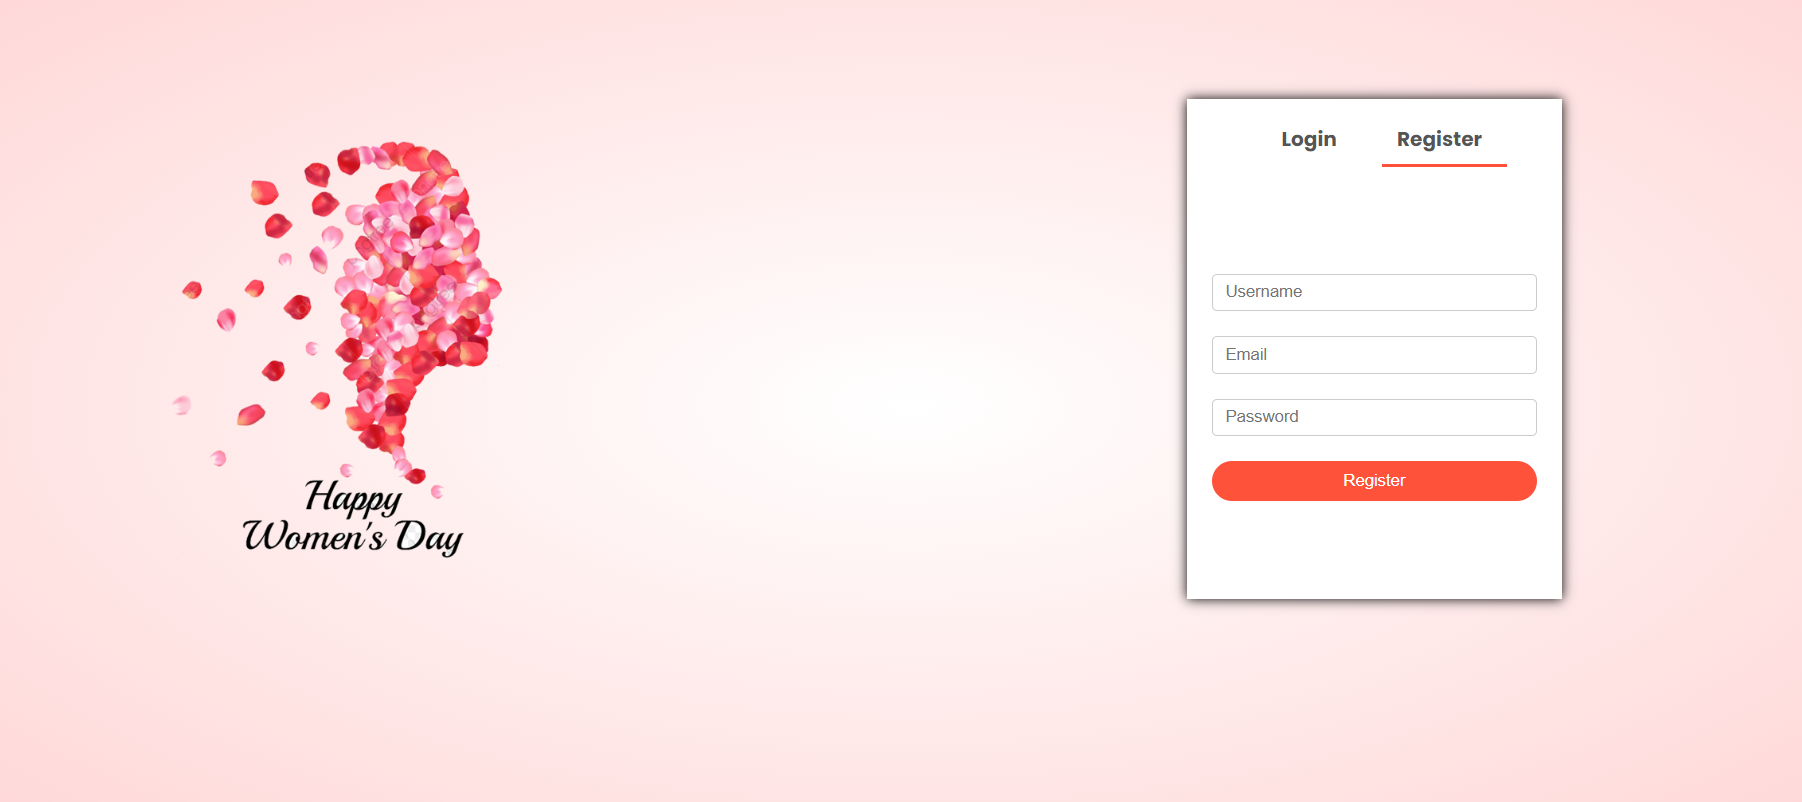 Happy
Women's Day
Login Register
Username
Email
Password
Register